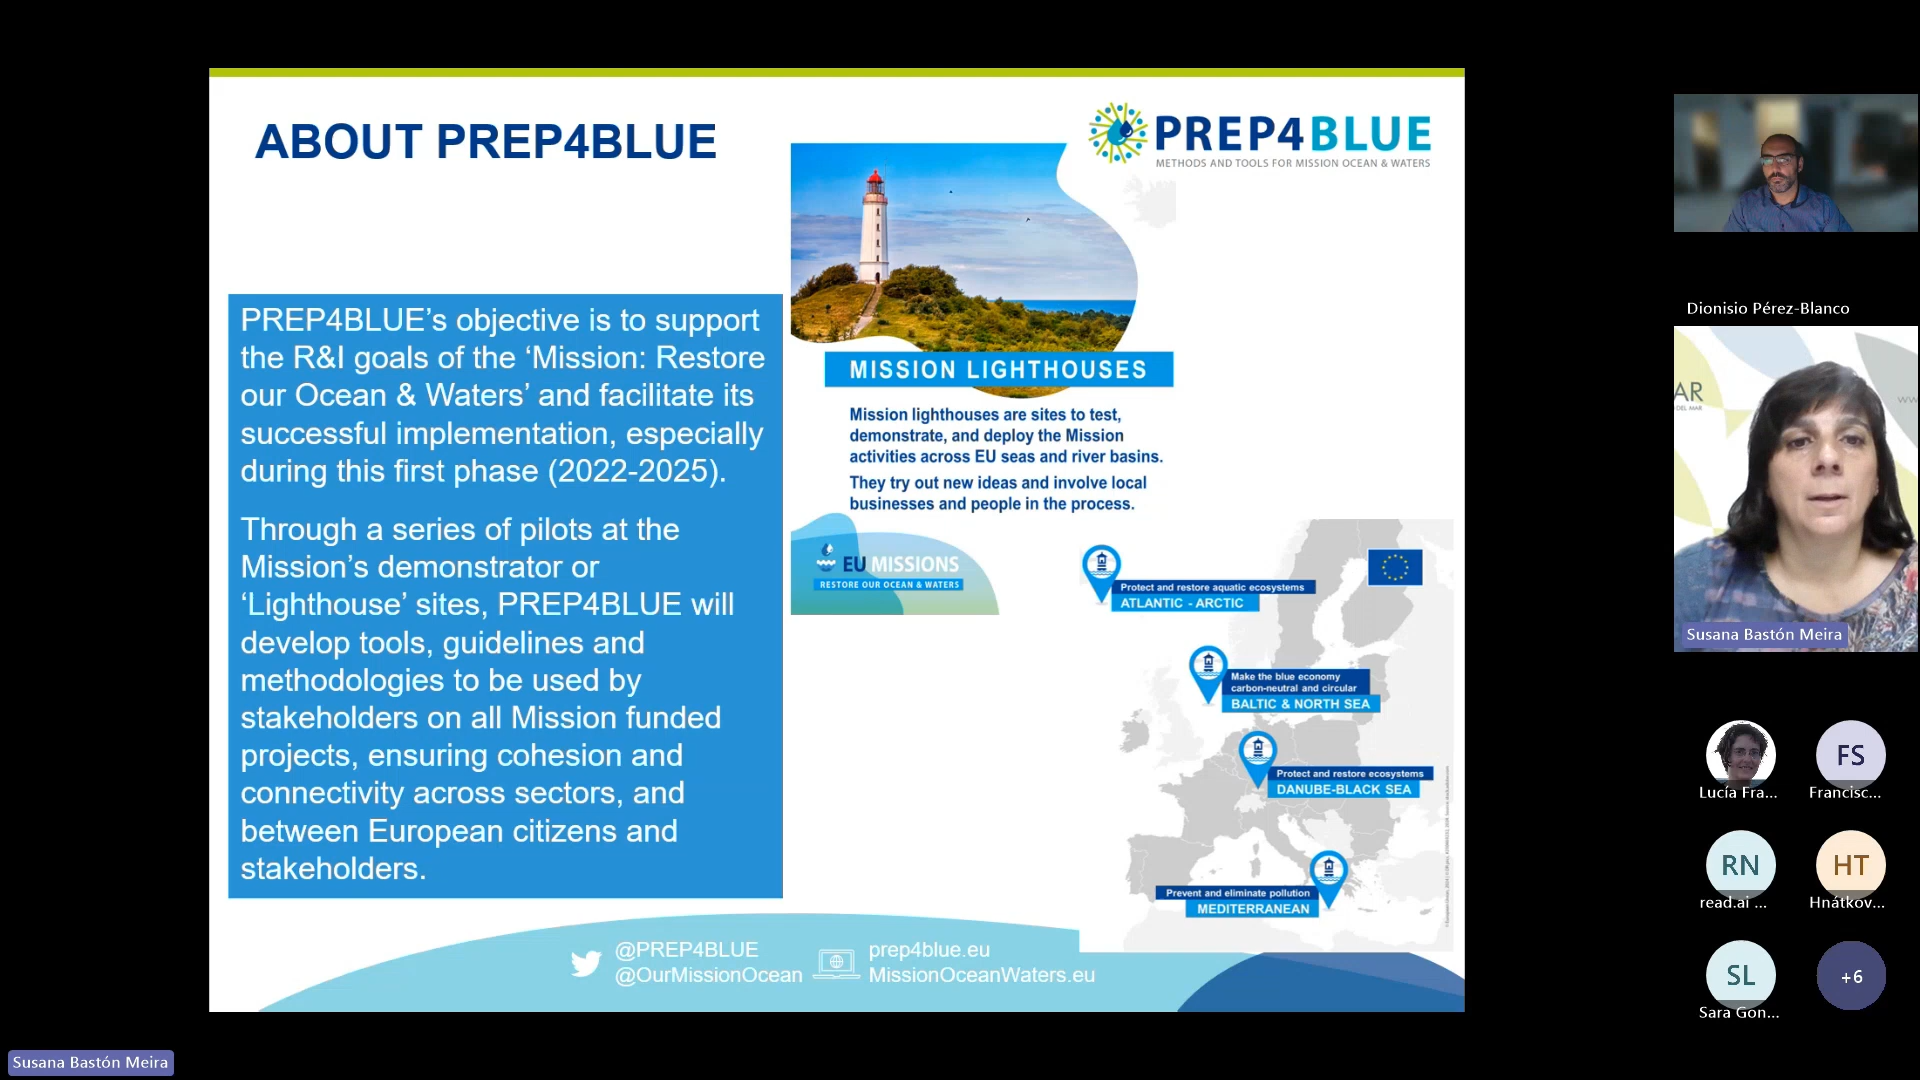 ABOUT PREP4BLUE
PREP4BLUE
METHODS AND TOOLS FOR MISSION OCEAN & WATERS
PREP4BLUE’s objective is to support
the R&I goals of the ‘Mission: Restore
our Ocean & Waters’ and facilitate its
successful implementation, especially
during this first phase (2022-2025).
Through a series of pilots at the
Mission’s demonstrator or
‘Lighthouse’ sites, PREP4BLUE will
develop tools, guidelines and
methodologies to be used by
stakeholders on all Mission funded
projects, ensuring cohesion and
connectivity across sectors, and
between European citizens and
stakeholders.
MISSION LIGHTHOUSES
Mission lighthouses are sites to test,
demonstrate, and deploy the Mission
activities across EU seas and river basins.
They try out new ideas and involve local
businesses and people in the process.
EU MISSIONS
RESTORE OUR OCEAN & WATERS
Protect and restore aquatic ecosystems
ATLANTIC - ARCTIC
Make the blue economy
carbon-neutral and circular
BALTIC & NORTH SEA
Protect and restore ecosystems
DANUBE-BLACK SEA
Prevent and eliminate pollution
MEDITERRANEAN
@PREP4BLUE
@OurMissionOcean
prep4blue.eu
MissionOceanWaters.eu
Dionisio Pérez-Blanco
AR
DEL MAR
Susana Bastón Meira
Lucía Fra...
FS
Francisc...
RN
read.ai ...
HT
Hnátkov...
SL
Sara Gon...
+6
Susana Bastón Meira